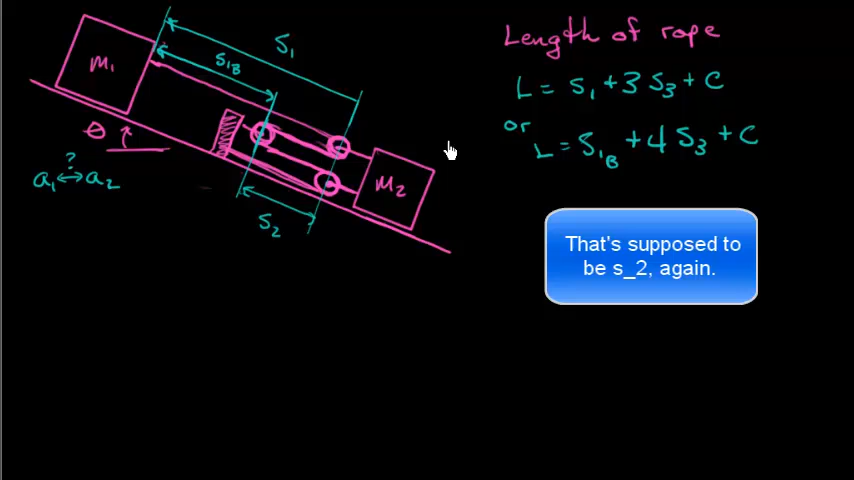 Length of rope
L = S₁ + 3 S₃ + C
or
L = S₁B + 4 S₃ + C
That's supposed to
be s_2, again.
S₁
S₁B
m₁
θ
?
a₁ ↔ a₂
M₂
S₂